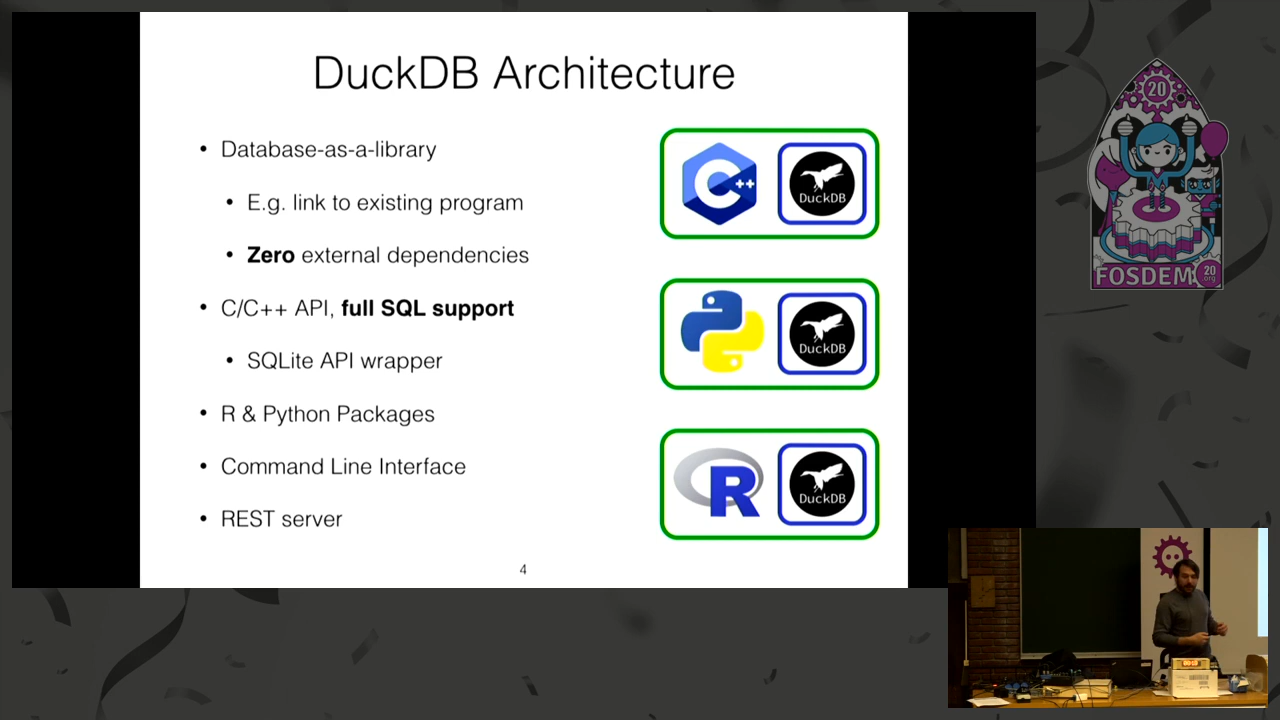 DuckDB Architecture
• Database-as-a-library
• E.g. link to existing program
• Zero external dependencies
• C/C++ API, full SQL support
• SQLite API wrapper
• R & Python Packages
• Command Line Interface
• REST server
C++
DuckDB
DuckDB
R
DuckDB
4
20
FOSDEM
20
org